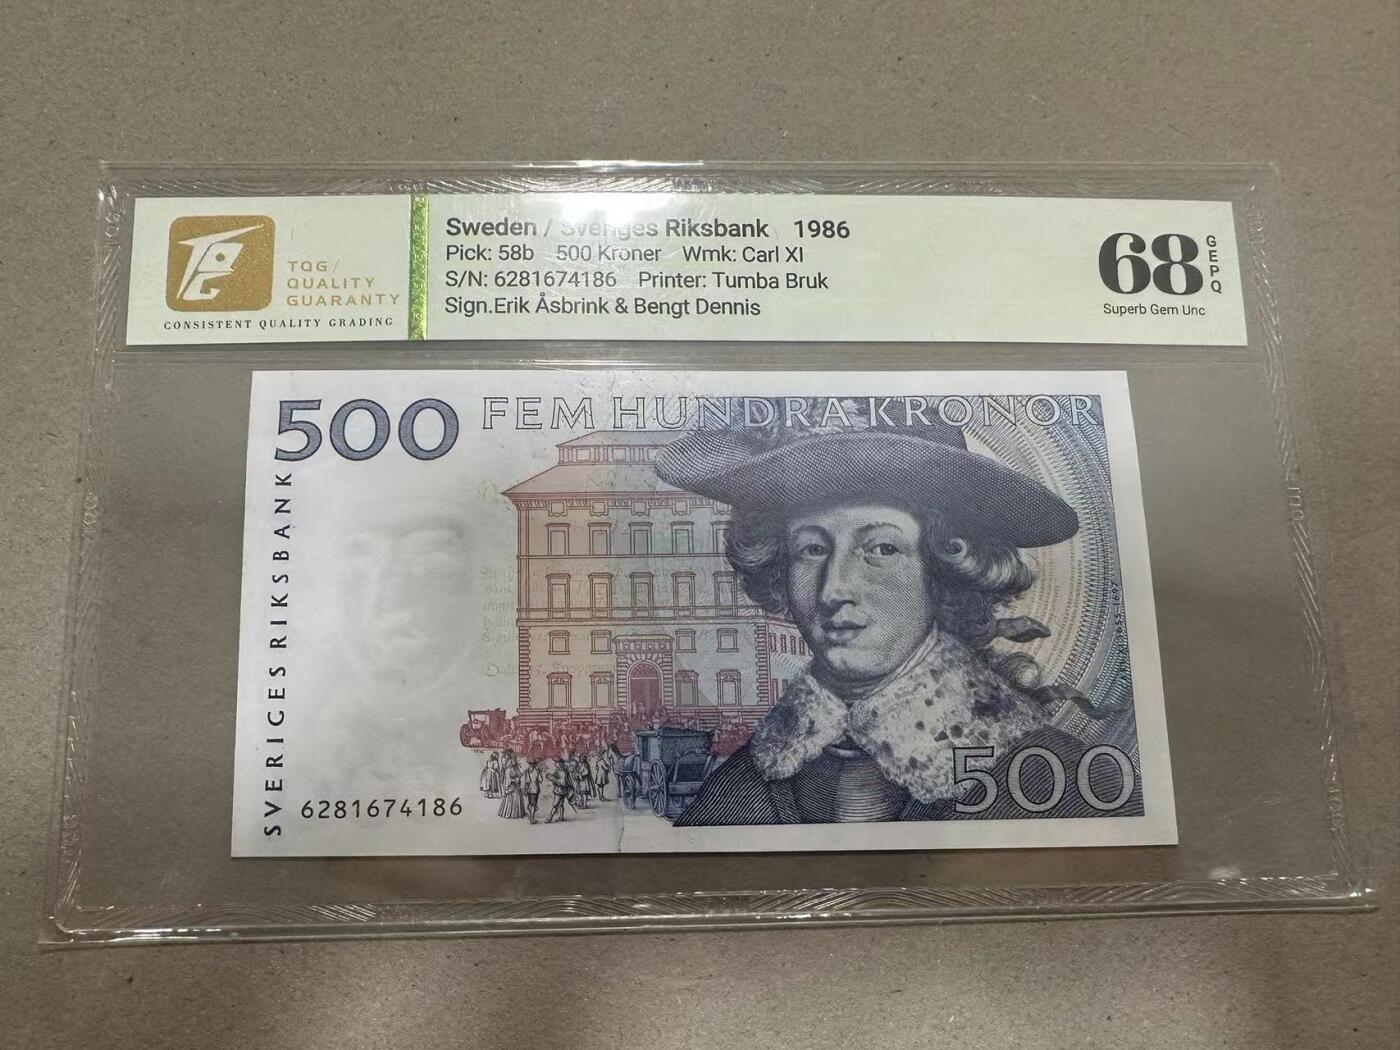 TQG/
QUALITY
GUARANTY
CONSISTENT QUALITY GRADING
Sweden / Sveriges Riksbank 1986
Pick: 58b 500 Kroner Wmk: Carl XI
S/N: 6281674186 Printer: Tumba Bruk
Sign.Erik Åsbrink & Bengt Dennis
68
GEPQ
Superb Gem Unc
500 FEM HUNDRA KRONOR
SVERIGES RIKSBANK
6281674186
1655-1697
500